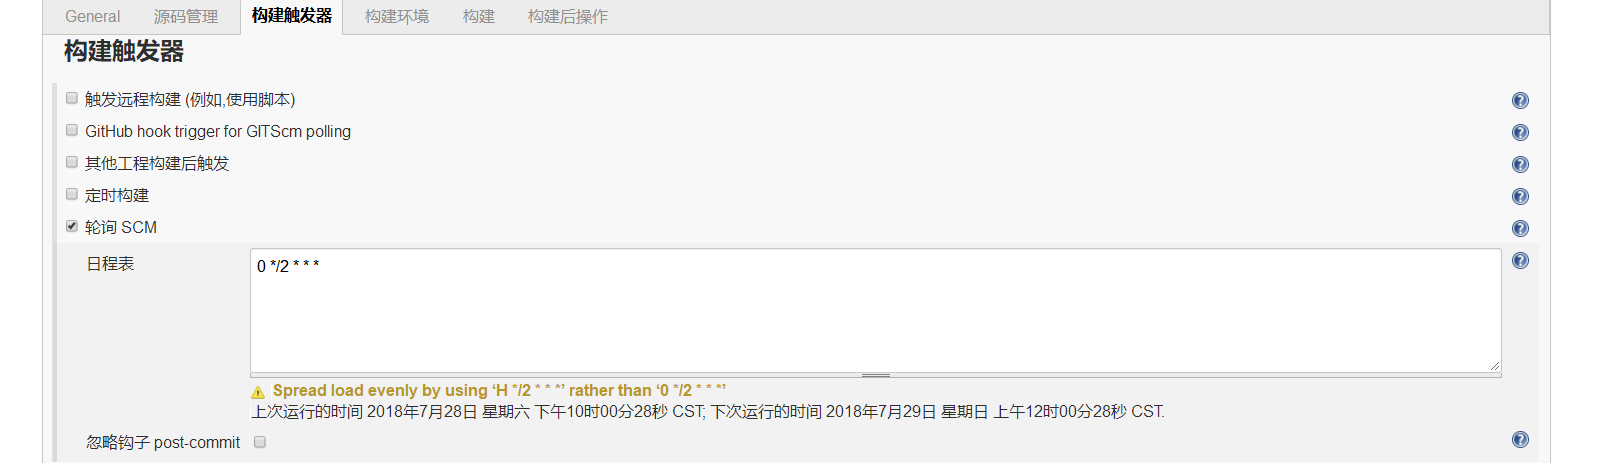 General 源码管理 构建触发器 构建环境 构建 构建后操作
构建触发器
触发远程构建 (例如,使用脚本)
GitHub hook trigger for GITScm polling
其他工程构建后触发
定时构建
轮询 SCM
日程表 0 */2 * * *
Spread load evenly by using ‘H */2 * * *’ rather than ‘0 */2 * * *’
上次运行的时间 2018年7月28日 星期六 下午10时00分28秒 CST; 下次运行的时间 2018年7月29日 星期日 上午12时00分28秒 CST.
忽略钩子 post-commit